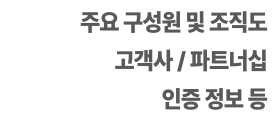 주요 구성원 및 조직도
고객사 / 파트너십
인증 정보 등